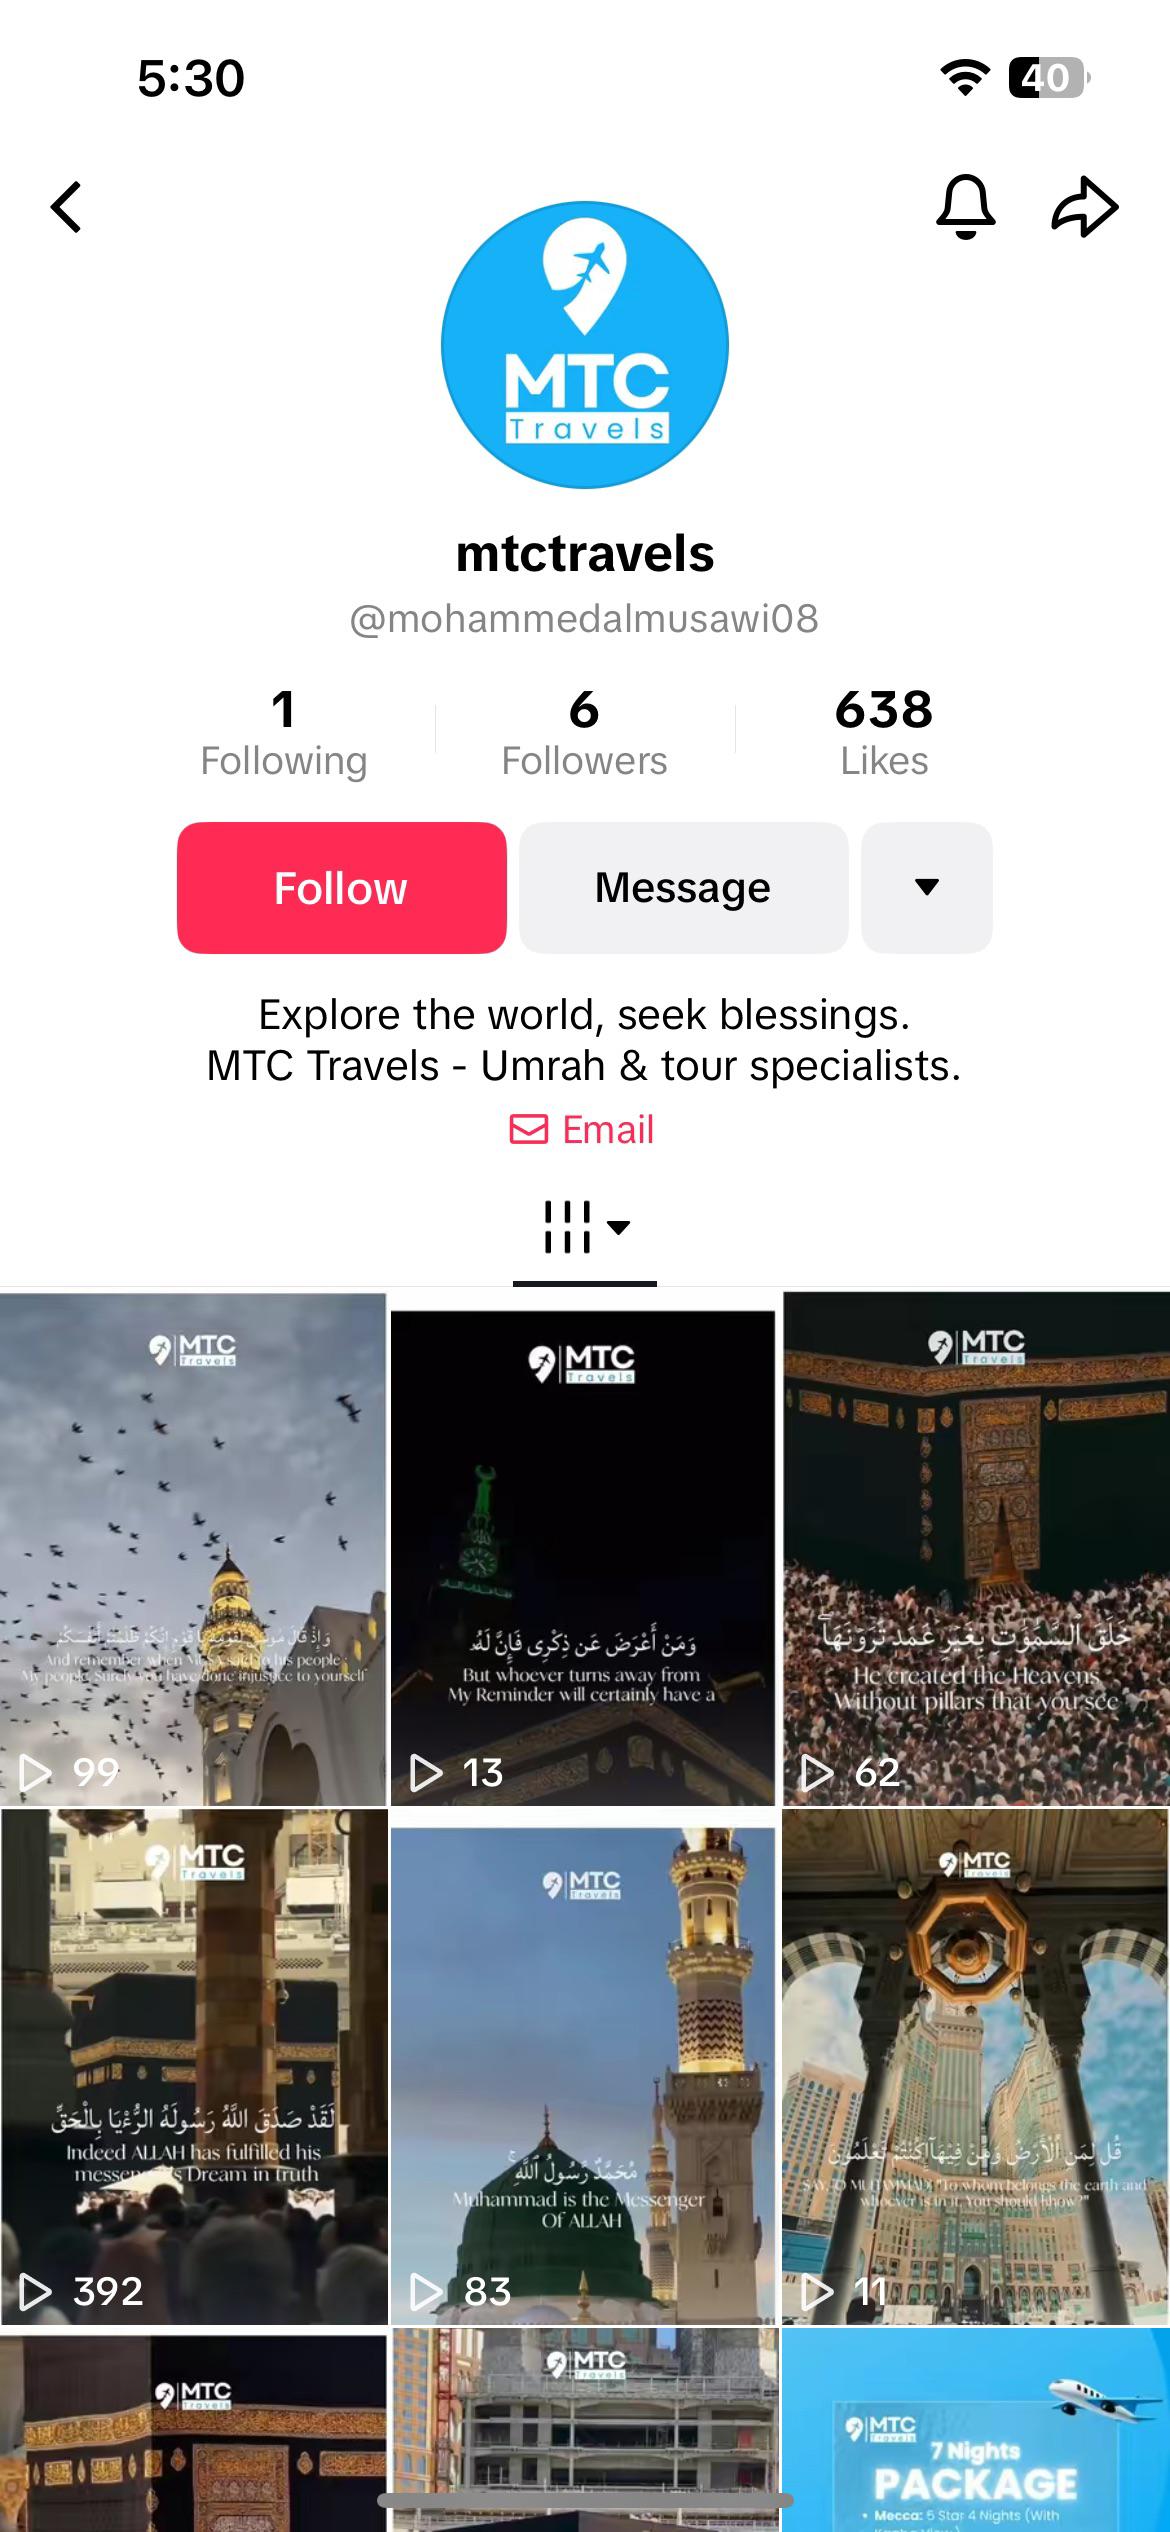 5:30
40
MTC
Travels
mtctravels
@mohammedalmusawi08
1
Following
6
Followers
638
Likes
Follow
Message
Explore the world, seek blessings.
MTC Travels - Umrah & tour specialists.
Email
MTC
Travels
وَإِذْ قَالَ مُوسَىٰ لِقَوْمِهِ يَا قَوْمِ إِنَّكُمْ ظَلَمْتُمْ أَنْفُسَكُمْ
And remember when MUSA said to his people :
My people, Surely you have done injustice to yourself
99
MTC
Travels
وَمَنْ أَعْرَضَ عَن ذِكْرِى فَإِنَّ لَهُ
But whoever turns away from
My Reminder will certainly have a
13
MTC
Travels
خَلَقَ ٱلسَّمَٰوَٰتِ بِغَيْرِ عَمَدٍ تَرَوْنَهَا
He created the Heavens
Without pillars that you see
62
MTC
Travels
لَقَدْ صَدَقَ اللَّهُ رَسُولَهُ الرُّءْيَا بِالْحَقِّ
Indeed ALLAH has fulfilled his
messenger's Dream in truth
392
MTC
Travels
مُحَمَّدٌ رَّسُولُ ٱللَّهِ
Muhammad is the Messenger
Of ALLAH
83
MTC
Travels
قُل لِّمَنِ ٱلْأَرْضُ وَمَن فِيهَآ إِن كُنتُمْ تَعْلَمُونَ
SAY, O MUHAMMAD, "To whom belongs the earth and
whoever is in it, You should know?"
11
MTC
Travels
MTC
Travels
MTC
Travels
7 Nights
PACKAGE
• Mecca: 5 Star 4 Nights (With